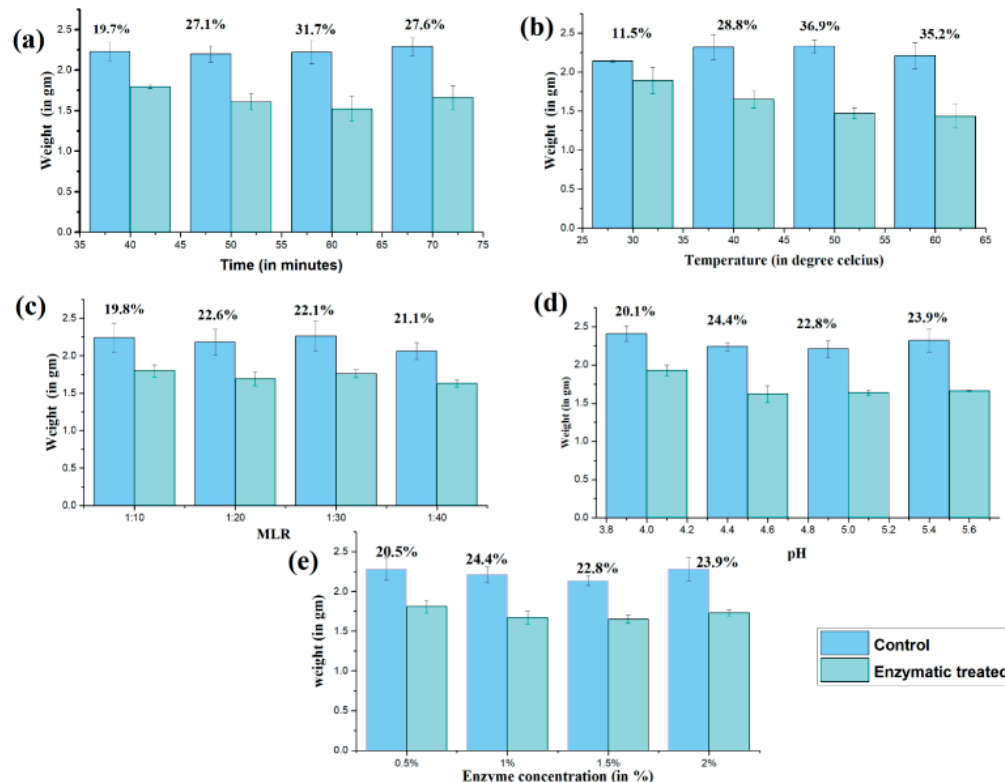 (a)
19.7% 27.1% 31.7% 27.6%
Weight (in gm)
2.5
2.0
1.5
1.0
0.5
0.0
35 40 45 50 55 60 65 70 75
Time (in minutes)
(b)
11.5% 28.8% 36.9% 35.2%
Weight (in gm)
2.5
2.0
1.5
1.0
0.5
0.0
25 30 35 40 45 50 55 60 65
Temperature (in degree celcius)
(c)
19.8% 22.6% 22.1% 21.1%
Weight (in gm)
2.5
2.0
1.5
1.0
0.5
0.0
1:10 1:20 1:30 1:40
MLR
(d)
20.1% 24.4% 22.8% 23.9%
Weight (in gm)
2.5
2.0
1.5
1.0
0.5
0.0
3.8 4.0 4.2 4.4 4.6 4.8 5.0 5.2 5.4 5.6
pH
(e)
20.5% 24.4% 22.8% 23.9%
weight (in gm)
2.5
2.0
1.5
1.0
0.5
0.0
0.5% 1% 1.5% 2%
Enzyme concentration (in %)
Control
Enzymatic treated